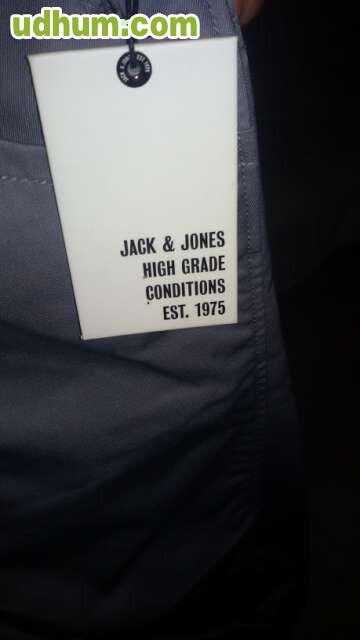 udhum.com
JACK & JONES
HIGH GRADE
CONDITIONS
EST. 1975